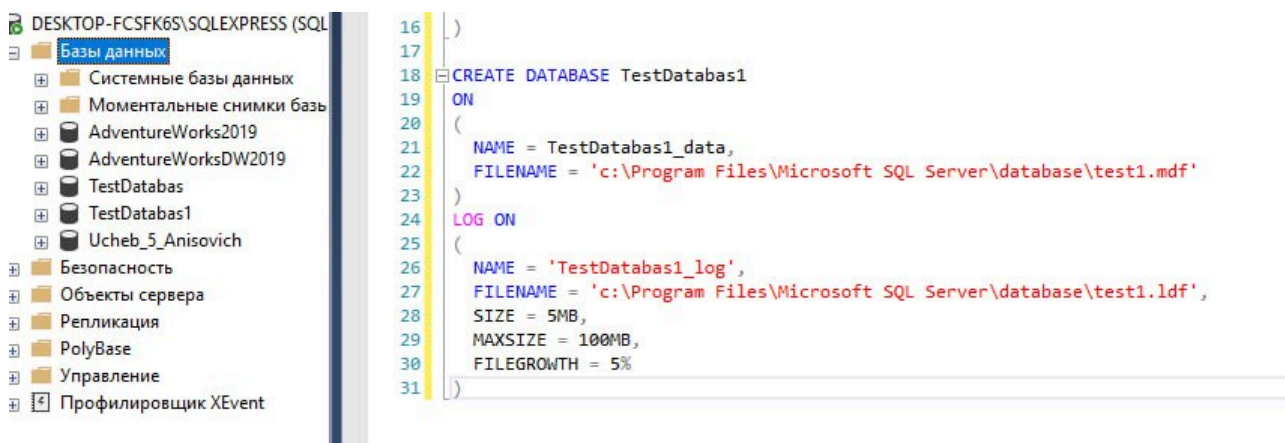 DESKTOP-FCSFK6S\SQLEXPRESS (SQL
Базы данных
Системные базы данных
Моментальные снимки базь
AdventureWorks2019
AdventureWorksDW2019
TestDatabas
TestDatabas1
Ucheb_5_Anisovich
Безопасность
Объекты сервера
Репликация
PolyBase
Управление
Профилировщик XEvent
16 )
17
18 CREATE DATABASE TestDatabas1
19 ON
20 (
21 NAME = TestDatabas1_data,
22 FILENAME = 'c:\Program Files\Microsoft SQL Server\database\test1.mdf'
23 )
24 LOG ON
25 (
26 NAME = 'TestDatabas1_log',
27 FILENAME = 'c:\Program Files\Microsoft SQL Server\database\test1.ldf',
28 SIZE = 5MB,
29 MAXSIZE = 100MB,
30 FILEGROWTH = 5%
31 )